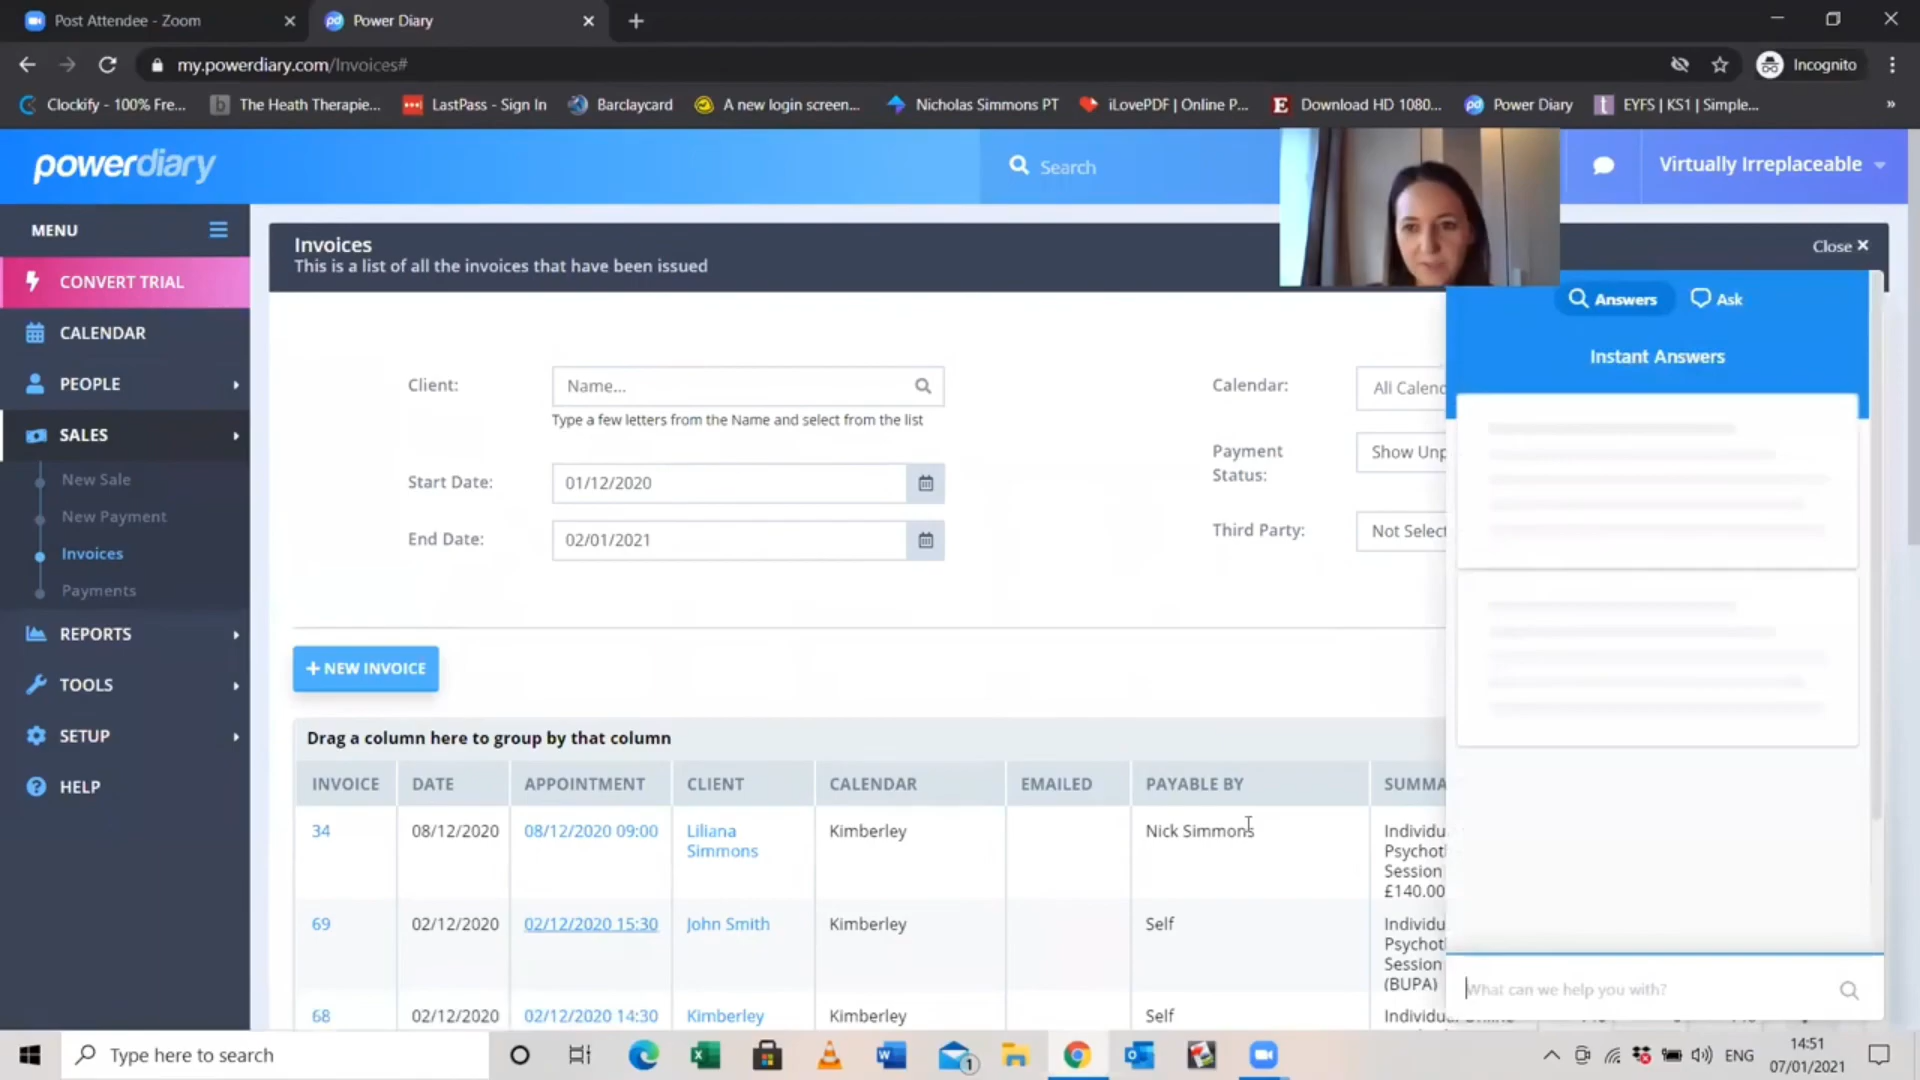 Post Attendee - Zoom
Power Diary
my.powerdiary.com/Invoices#
Incognito
Clockify - 100% Fre...
The Heath Therapie...
LastPass - Sign In
Barclaycard
A new login screen...
Nicholas Simmons PT
iLovePDF | Online P...
Download HD 1080...
Power Diary
EYFS | KS1 | Simple...
powerdiary
Search
Virtually Irreplaceable
MENU
CONVERT TRIAL
CALENDAR
PEOPLE
SALES
New Sale
New Payment
Invoices
Payments
REPORTS
TOOLS
SETUP
HELP
Invoices
This is a list of all the invoices that have been issued
Close
Client:
Name...
Type a few letters from the Name and select from the list
Start Date:
01/12/2020
End Date:
02/01/2021
Calendar:
All Calend
Payment
Status:
Show Unp
Third Party:
Not Select
+ NEW INVOICE
Drag a column here to group by that column
INVOICE DATE APPOINTMENT CLIENT CALENDAR EMAILED PAYABLE BY SUMMA
34 08/12/2020 08/12/2020 09:00 Liliana Kimberley Nick Simmons Individu
Simmons Psychot
Session
£140.00
69 02/12/2020 02/12/2020 15:30 John Smith Kimberley Self Individu
Psychot
Session
(BUPA)
68 02/12/2020 02/12/2020 14:30 Kimberley Kimberley Self
Answers
Ask
Instant Answers
What can we help you with?
Type here to search
1
ENG
14:51
07/01/2021